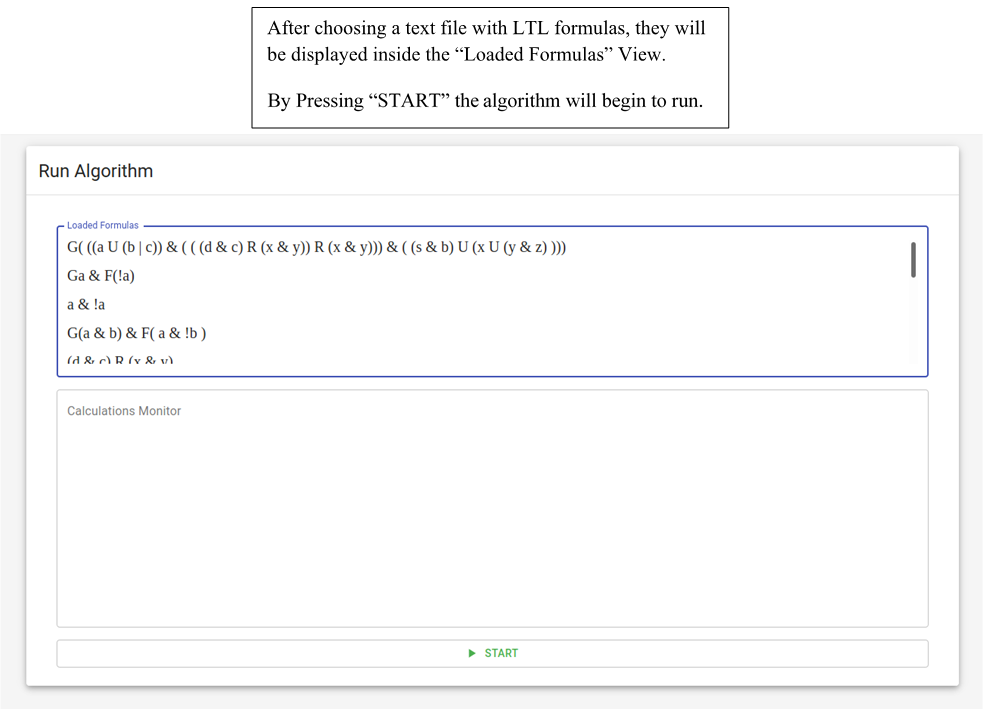 After choosing a text file with LTL formulas, they will
be displayed inside the “Loaded Formulas” View.
By Pressing “START” the algorithm will begin to run.
Run Algorithm
Loaded Formulas
G( ((a U (b | c)) & ( ( ( (d & c) R (x & y)) R (x & y))) & ( (s & b) U (x U (y & z) )))
Ga & F(!a)
a & !a
G(a & b) & F( a & !b )
(d & c) R (x & y)
Calculations Monitor
START